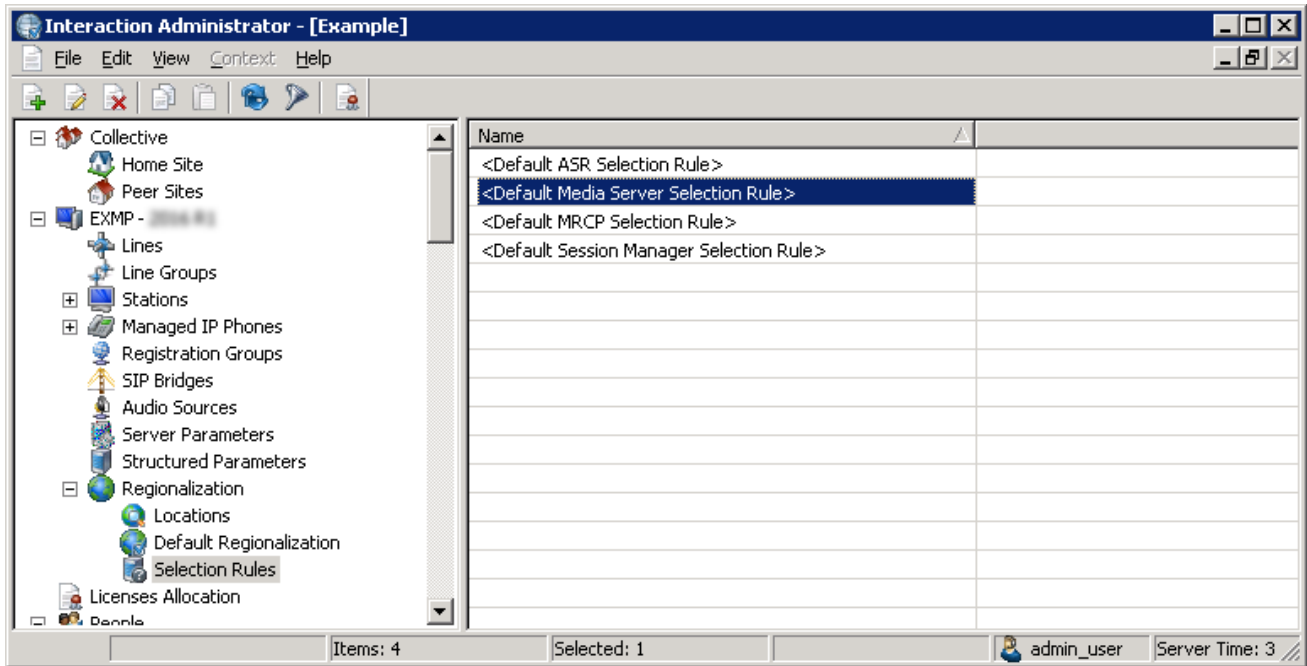 Interaction Administrator - [Example]
File Edit View Context Help
Collective
Home Site
Peer Sites
EXMP -
Lines
Line Groups
Stations
Managed IP Phones
Registration Groups
SIP Bridges
Audio Sources
Server Parameters
Structured Parameters
Regionalization
Locations
Default Regionalization
Selection Rules
Licenses Allocation
People
Name
<Default ASR Selection Rule>
<Default Media Server Selection Rule>
<Default MRCP Selection Rule>
<Default Session Manager Selection Rule>
Items: 4
Selected: 1
admin_user
Server Time: 3